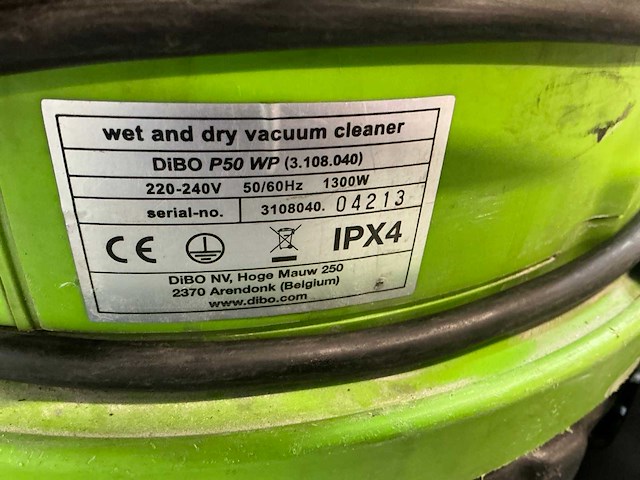 wet and dry vacuum cleaner
DiBO P50 WP (3.108.040)
220-240V 50/60Hz 1300W
serial-no. 3108040. 04213
CE IPX4
DiBO NV, Hoge Mauw 250
2370 Arendonk (Belgium)
www.dibo.com